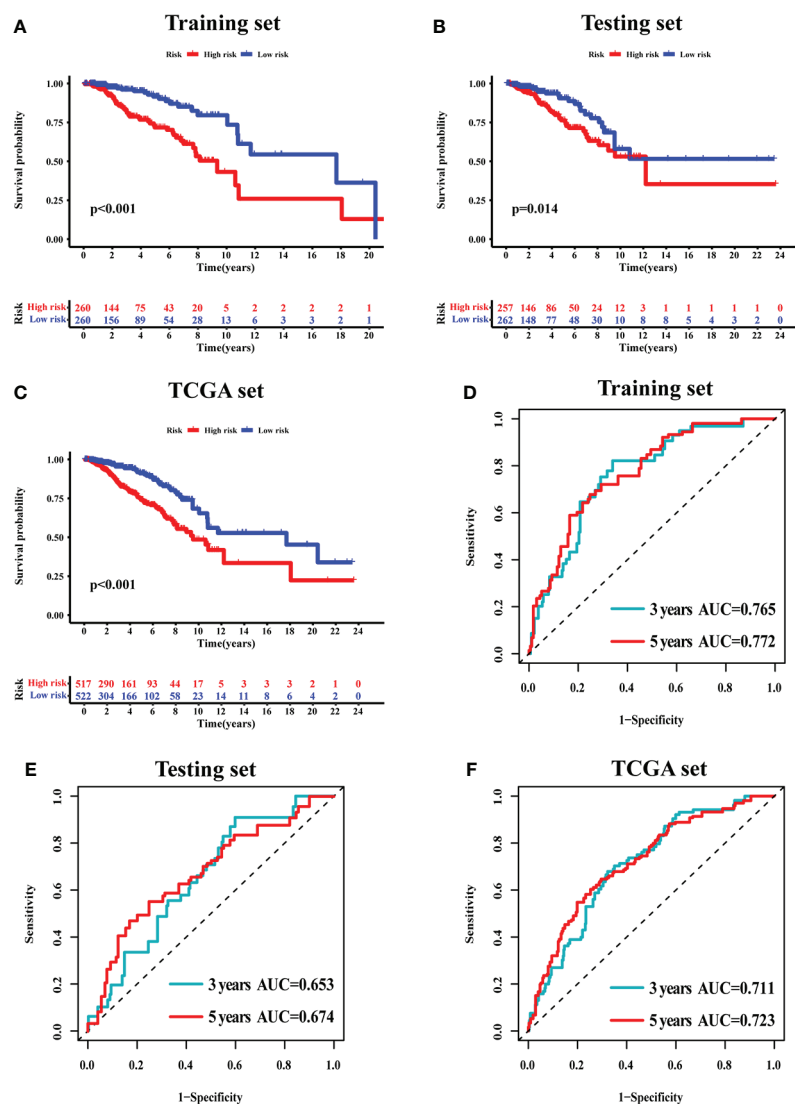 A
Training set
Risk High risk Low risk
Survival probability
1.00
0.75
0.50
0.25
0.00
p<0.001
0 2 4 6 8 10 12 14 16 18 20
Time(years)
Risk
High risk 260 144 75 43 20 5 2 2 2 2 1
Low risk 260 156 89 54 28 13 6 3 3 2 1
0 2 4 6 8 10 12 14 16 18 20
Time(years)
B
Testing set
Risk High risk Low risk
Survival probability
1.00
0.75
0.50
0.25
0.00
p=0.014
0 2 4 6 8 10 12 14 16 18 20 22 24
Time(years)
Risk
High risk 257 146 86 50 24 12 3 1 1 1 1 1 0
Low risk 262 148 77 48 30 10 8 8 5 4 3 2 0
0 2 4 6 8 10 12 14 16 18 20 22 24
Time(years)
C
TCGA set
Risk High risk Low risk
Survival probability
1.00
0.75
0.50
0.25
0.00
p<0.001
0 2 4 6 8 10 12 14 16 18 20 22 24
Time(years)
Risk
High risk 517 290 161 93 44 17 5 3 3 3 2 1 0
Low risk 522 304 166 102 58 23 14 11 8 6 4 2 0
0 2 4 6 8 10 12 14 16 18 20 22 24
Time(years)
D
Training set
Sensitivity
1.0
0.8
0.6
0.4
0.2
0.0
3 years AUC=0.765
5 years AUC=0.772
0.0 0.2 0.4 0.6 0.8 1.0
1-Specificity
E
Testing set
Sensitivity
1.0
0.8
0.6
0.4
0.2
0.0
3 years AUC=0.653
5 years AUC=0.674
0.0 0.2 0.4 0.6 0.8 1.0
1-Specificity
F
TCGA set
Sensitivity
1.0
0.8
0.6
0.4
0.2
0.0
3 years AUC=0.711
5 years AUC=0.723
0.0 0.2 0.4 0.6 0.8 1.0
1-Specificity